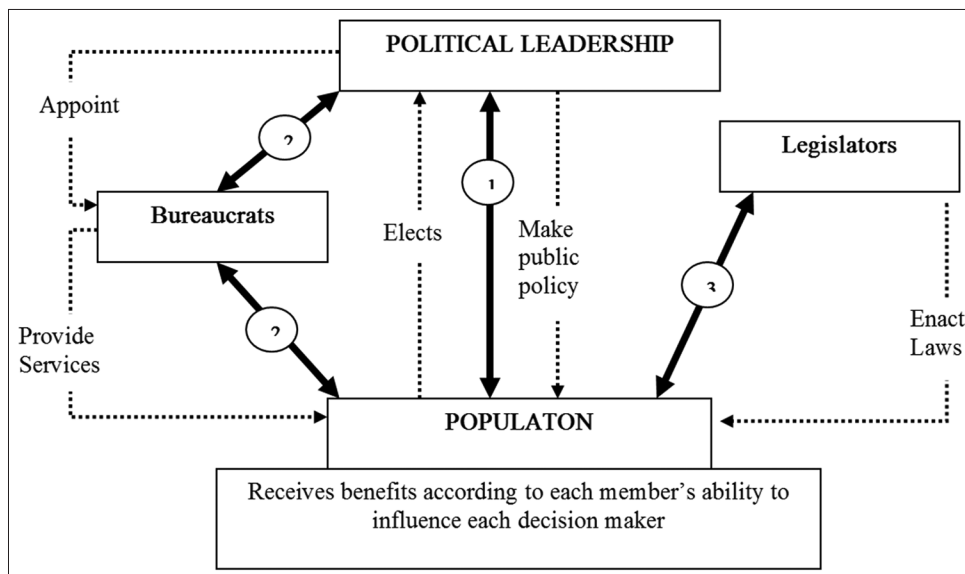 POLITICAL LEADERSHIP
Appoint
2
1
Legislators
Bureaucrats
Elects
Make
public
policy
3
2
Provide
Services
Enact
Laws
POPULATON
Receives benefits according to each member’s ability to
influence each decision maker